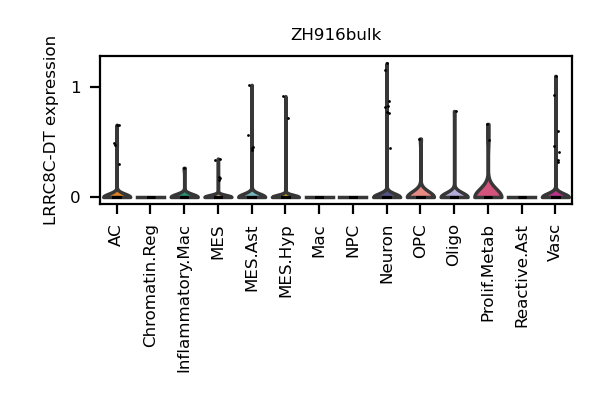 ZH916bulk
LRRC8C-DT expression
1
0
AC
Chromatin.Reg
Inflammatory.Mac
MES
MES.Ast
MES.Hyp
Mac
NPC
Neuron
OPC
Oligo
Prolif.Metab
Reactive.Ast
Vasc